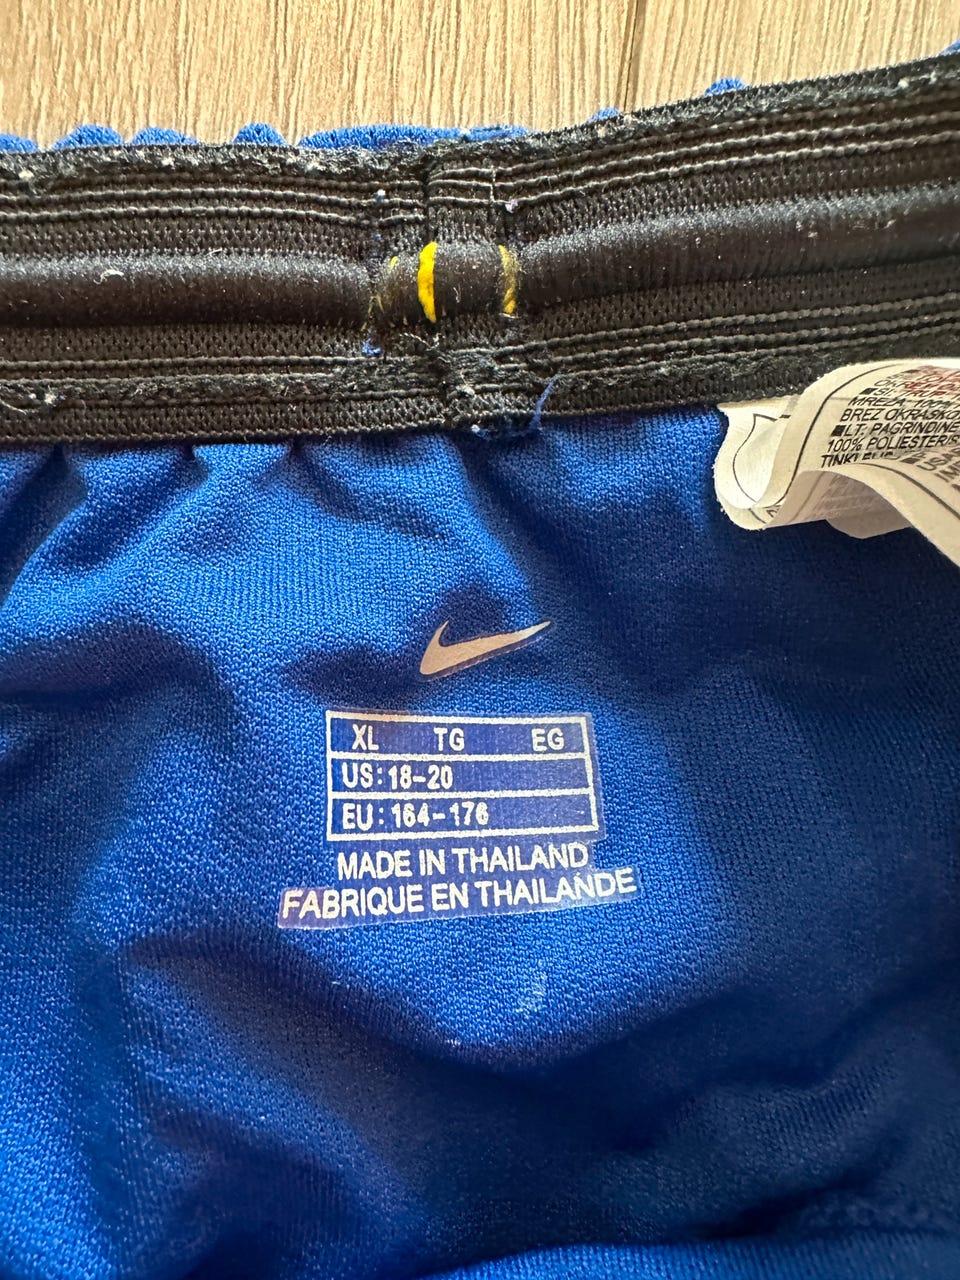 MREŽA-
BREZ OKRASKO
■LT. PAGRINDINE
100% POLIESTERIS
XL TG EG
US: 18-20
EU: 164-176
MADE IN THAILAND
FABRIQUE EN THAILANDE